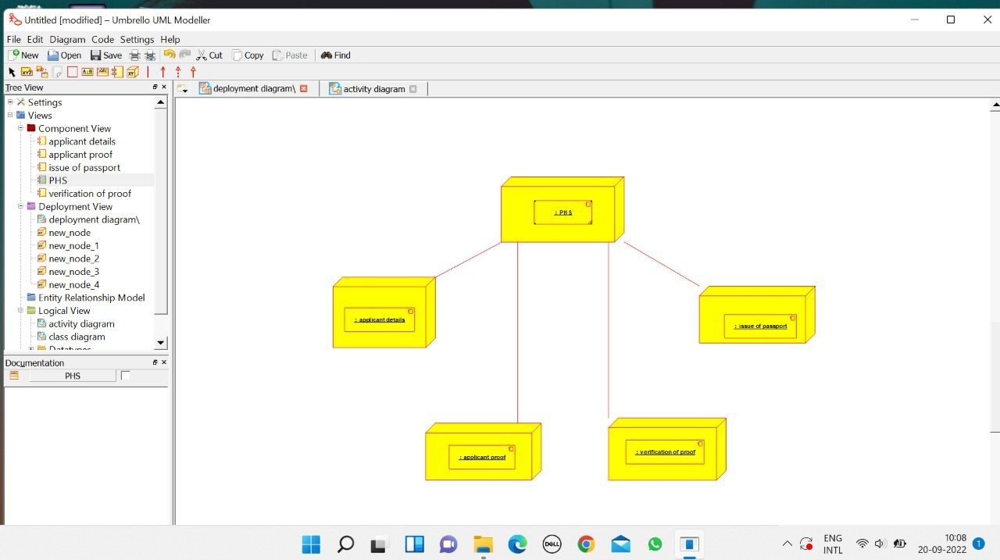 Untitled [modified] – Umbrello UML Modeller
File Edit Diagram Code Settings Help
New Open Save Cut Copy Paste Find
Tree View
deployment diagram\ activity diagram
Settings
Views
Component View
applicant details
applicant proof
issue of passport
PHS
verification of proof
Deployment View
deployment diagram\
new_node
new_node_1
new_node_2
new_node_3
new_node_4
Entity Relationship Model
Logical View
activity diagram
class diagram
Datatypes
Documentation
PHS
: PHS
: applicant details
: issue of passport
: applicant proof
: verification of proof
DELL
ENG
INTL
10:08
20-09-2022
1